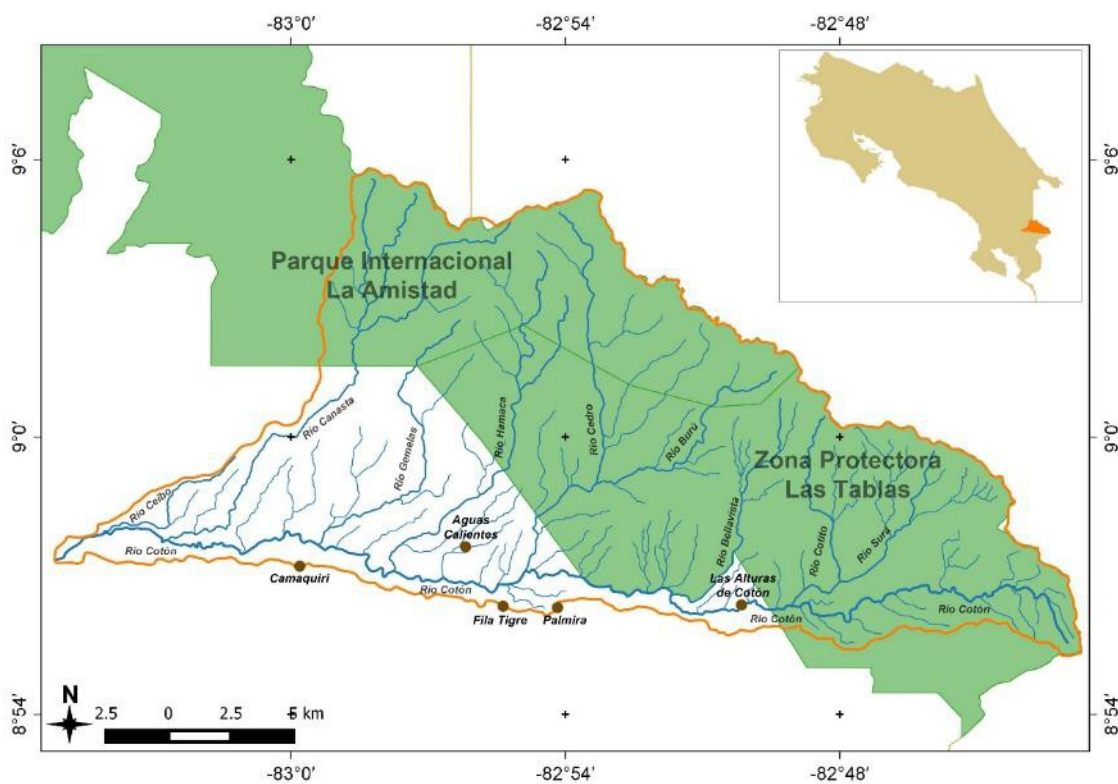 -83°0'
-82°54'
-82°48'
9°6'
9°6'
Parque Internacional
La Amistad
9°0'
9°0'
Río Canasta
Río Gemelas
Río Hamaca
Río Cedro
Río Burú
Zona Protectora
Las Tablas
Río Ceibo
Río Bellavista
Río Cotito
Río Surá
Aguas
Calientes
Río Cotón
Camaquiri
Río Cotón
Las Alturas
de Cotón
Río Cotón
Río Cotón
Fila Tigre
Palmira
N
2.5
0
2.5
5 km
8°54'
8°54'
-83°0'
-82°54'
-82°48'